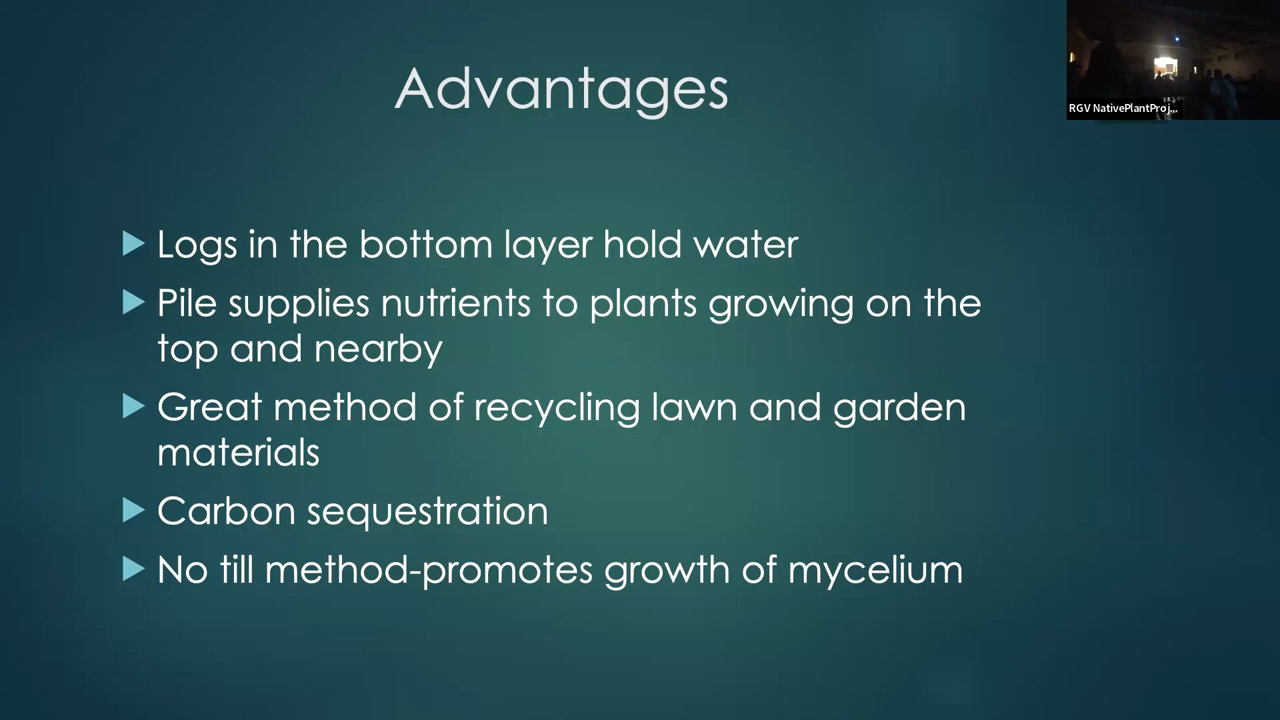 Advantages
RGV NativePlantProj...
Logs in the bottom layer hold water
Pile supplies nutrients to plants growing on the
top and nearby
Great method of recycling lawn and garden
materials
Carbon sequestration
No till method-promotes growth of mycelium